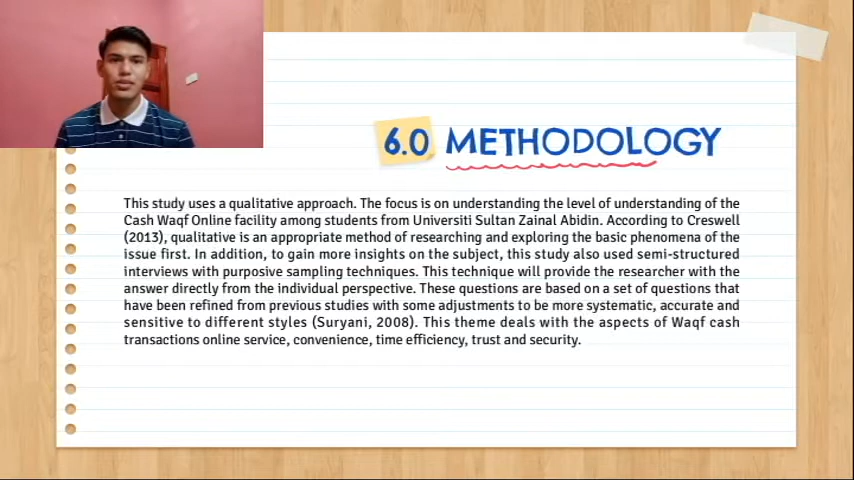 6.0 METHODOLOGY
This study uses a qualitative approach. The focus is on understanding the level of understanding of the
Cash Waqf Online facility among students from Universiti Sultan Zainal Abidin. According to Creswell
(2013), qualitative is an appropriate method of researching and exploring the basic phenomena of the
issue first. In addition, to gain more insights on the subject, this study also used semi-structured
interviews with purposive sampling techniques. This technique will provide the researcher with the
answer directly from the individual perspective. These questions are based on a set of questions that
have been refined from previous studies with some adjustments to be more systematic, accurate and
sensitive to different styles (Suryani, 2008). This theme deals with the aspects of Waqf cash
transactions online service, convenience, time efficiency, trust and security.